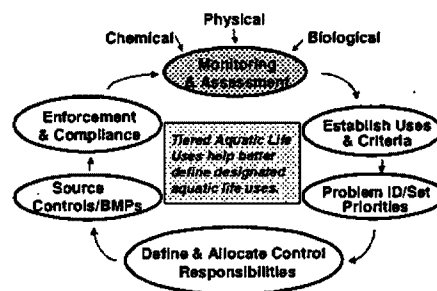 Physical
Chemical
Biological
Monitoring
& Assessment
Enforcement
& Compliance
Establish Uses
& Criteria
Tiered Aquatic Life
Uses help better
define designated
aquatic life uses.
Source
Controls/BMPs
Problem ID/Set
Priorities
Define & Allocate Control
Responsibilities